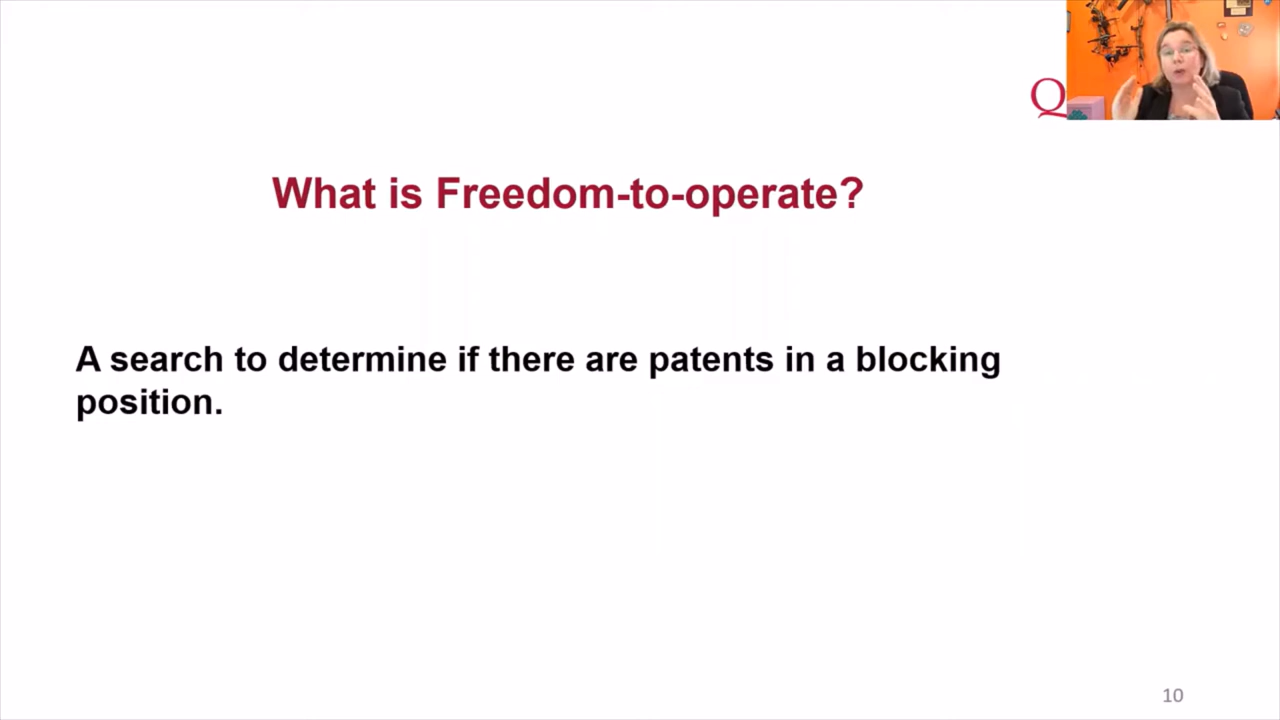 Q
What is Freedom-to-operate?
A search to determine if there are patents in a blocking
position.
10